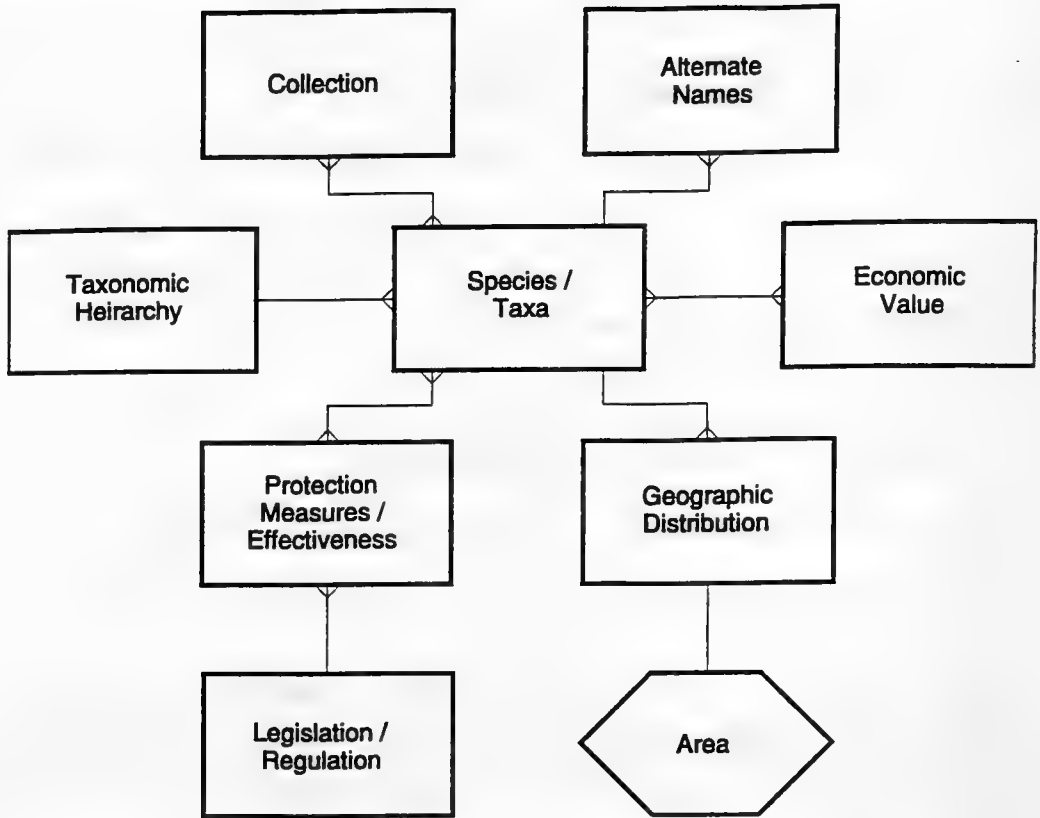 Collection
Alternate
Names
Taxonomic
Heirarchy
Species /
Taxa
Economic
Value
Protection
Measures /
Effectiveness
Geographic
Distribution
Legislation /
Regulation
Area